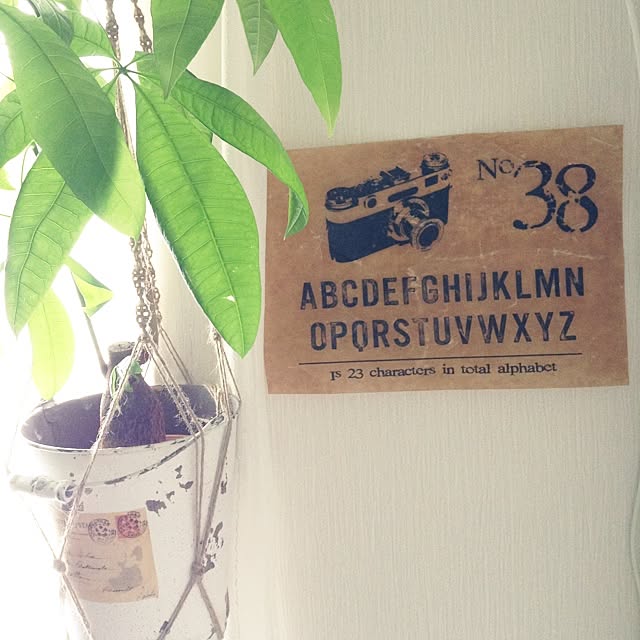 No. 38
ABCDEFGHIJKLMN
OPQRSTUVWXYZ
Is 23 characters in total alphabet